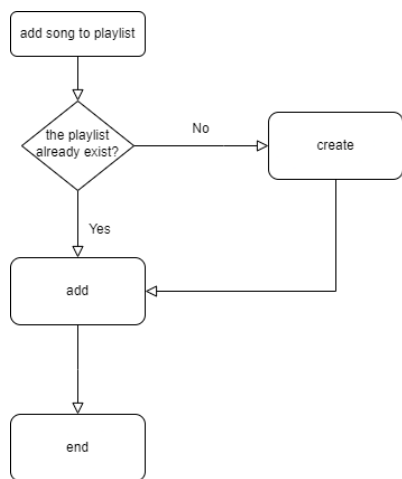 add song to playlist
the playlist
already exist?
No
create
Yes
add
end